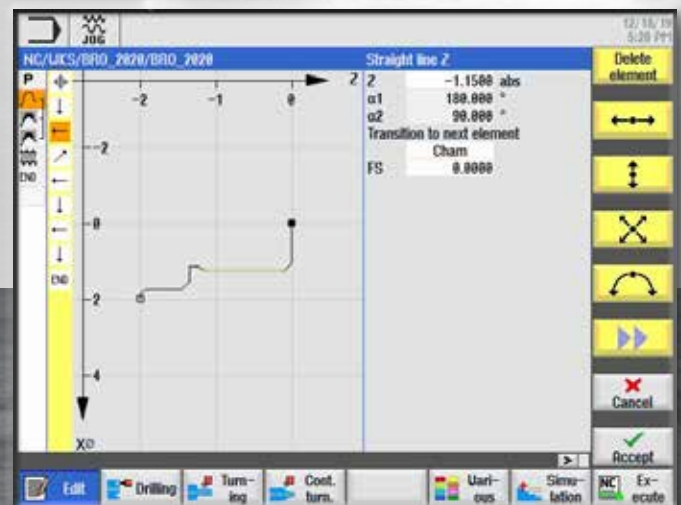 JOG
12/18/19
5:20 PM
NC/WKS/BRO_2020/BRO_2020
Straight line Z
Delete
element
P
END
END
Z
-2
-1
0
-2
-0
-2
-4
XØ
Z -1.1500 abs
α1 180.000 °
α2 90.000 °
Transition to next element
Cham
FS 0.0000
Cancel
Accept
>
Edit
Drilling
Turn-
ing
Cont.
turn.
Vari-
ous
Simu-
lation
NC
Ex-
ecute